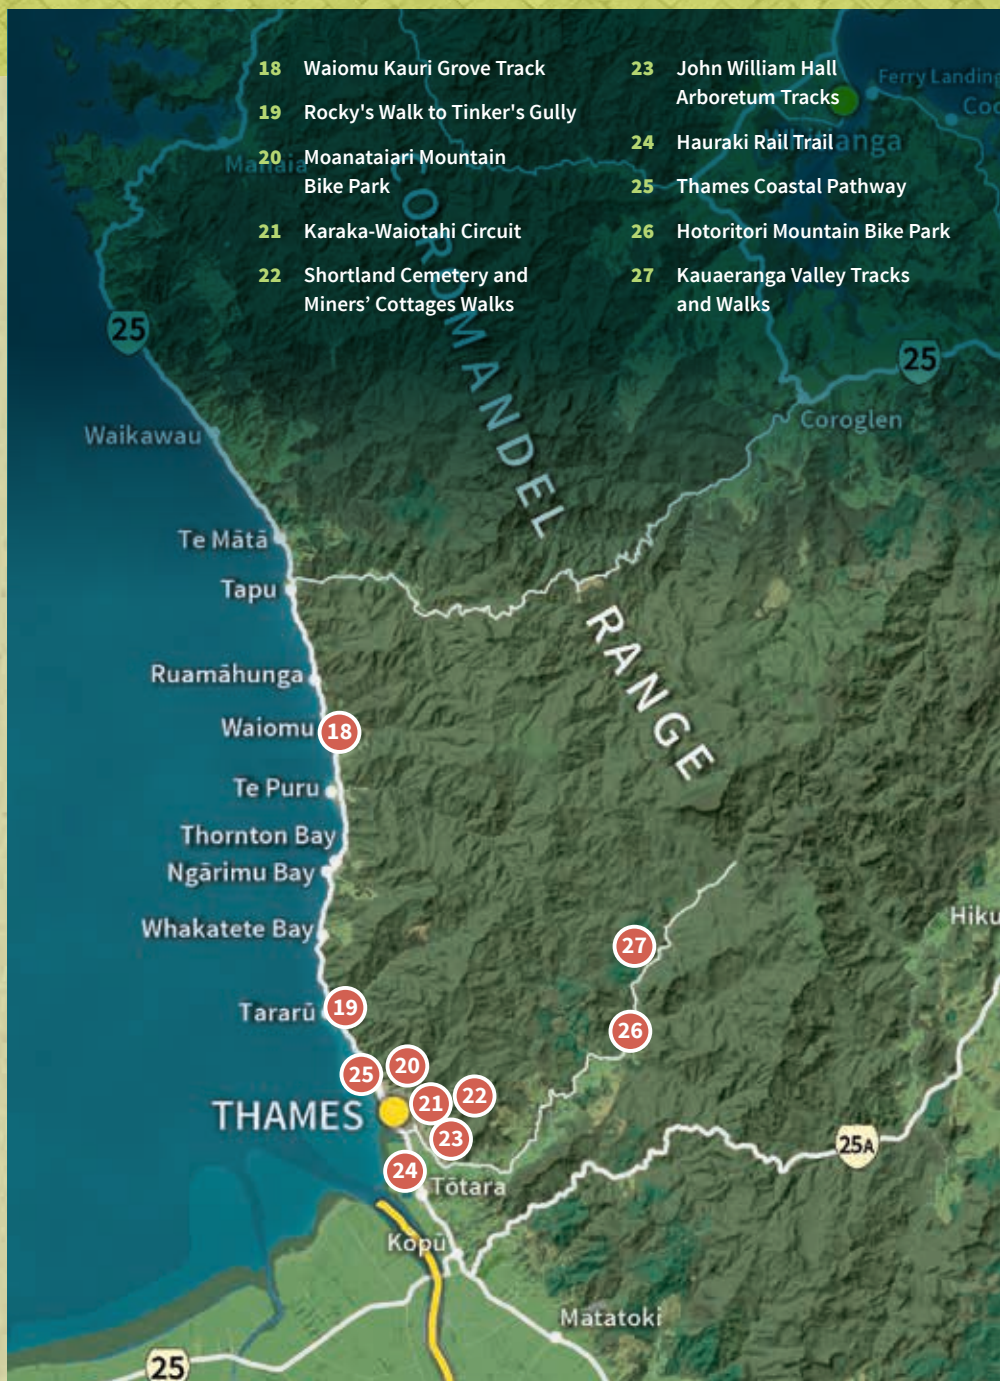 18 Waiomu Kauri Grove Track
19 Rocky's Walk to Tinker's Gully
20 Moanataiari Mountain
Bike Park
21 Karaka-Waiotahi Circuit
22 Shortland Cemetery and
Miners’ Cottages Walks
23 John William Hall
Arboretum Tracks
24 Hauraki Rail Trail
25 Thames Coastal Pathway
26 Hotoritori Mountain Bike Park
27 Kauaeranga Valley Tracks
and Walks
Ferry Landing
Manaia
25
25
Coroglen
Waikawau
COROMANDEL
RANGE
Te Mātā
Tapu
Ruamāhunga
Waiomu
18
Te Puru
Thornton Bay
Ngārimu Bay
Whakatete Bay
Hiku
27
Tararū
19
26
25
20
21
22
THAMES
23
24
25A
Tōtara
Kopū
Matatoki
25